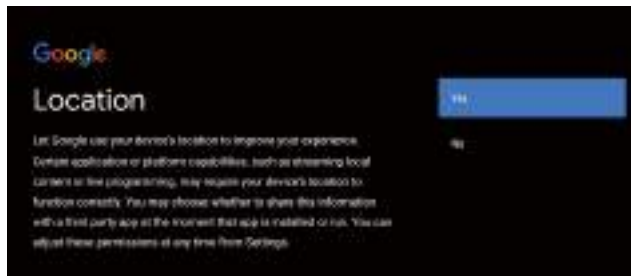 Google
Location
Let Google use your device's location to improve your experience.
Certain application or platform capabilities, such as streaming local
content or live programming, may require your device's location to
function correctly. You may choose whether to share this information
with a third party app at the moment that app is installed or run. You can
adjust these permissions at any time from Settings.
Yes
No